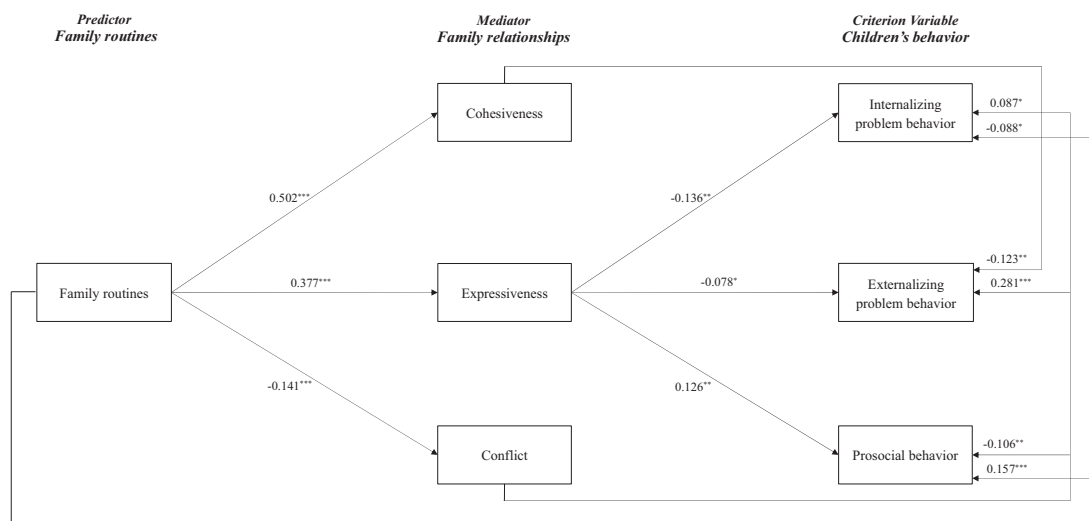 Predictor
Family routines
Mediator
Family relationships
Criterion Variable
Children's behavior
Cohesiveness
Internalizing
problem behavior
0.087*
-0.088*
0.502***
-0.136**
Family routines
0.377***
Expressiveness
-0.078*
Externalizing
problem behavior
-0.123**
0.281***
-0.141***
0.126**
Conflict
Prosocial behavior
-0.106**
0.157***